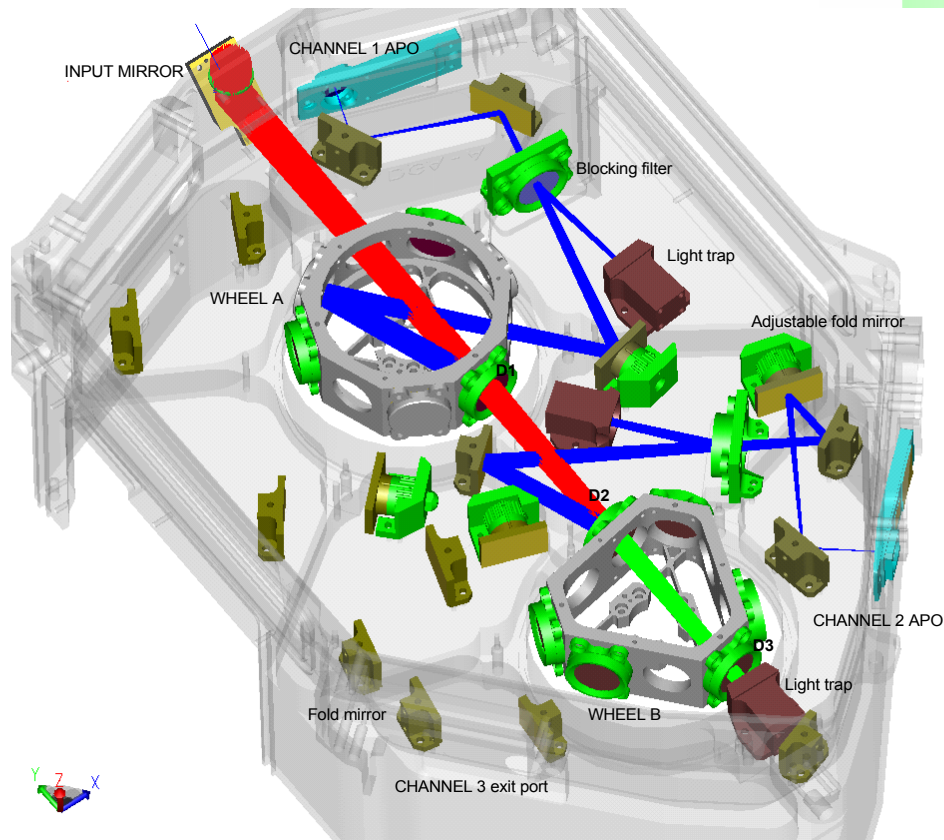 CHANNEL 1 APO
INPUT MIRROR
Blocking filter
Light trap
WHEEL A
Adjustable fold mirror
D1
D2
CHANNEL 2 APO
D3
Light trap
Fold mirror
WHEEL B
CHANNEL 3 exit port
Y
Z
X